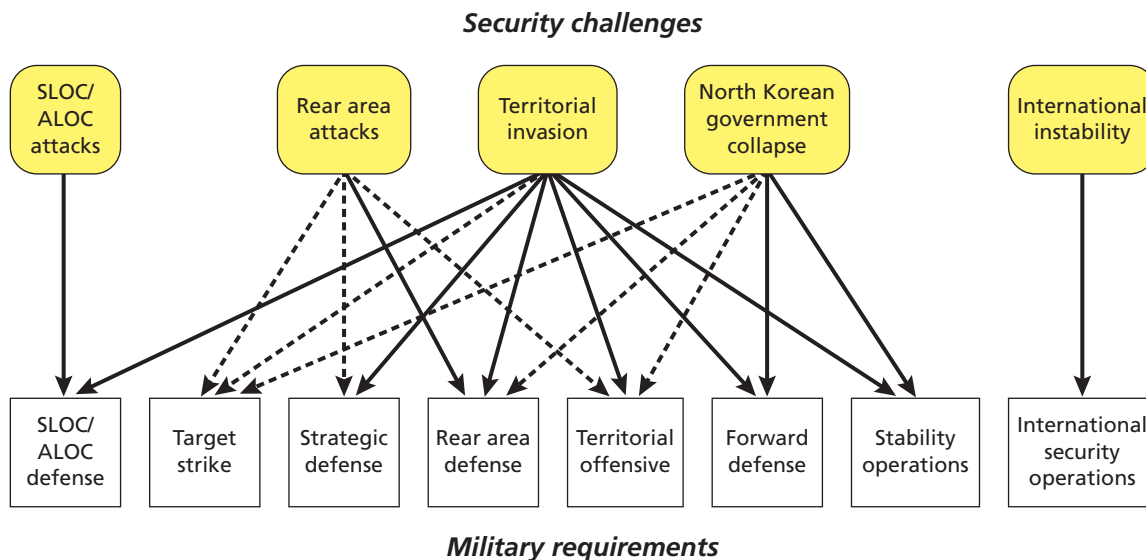 Security challenges
SLOC/
ALOC
attacks
Rear area
attacks
Territorial
invasion
North Korean
government
collapse
International
instability
SLOC/
ALOC
defense
Target
strike
Strategic
defense
Rear area
defense
Territorial
offensive
Forward
defense
Stability
operations
International
security
operations
Military requirements